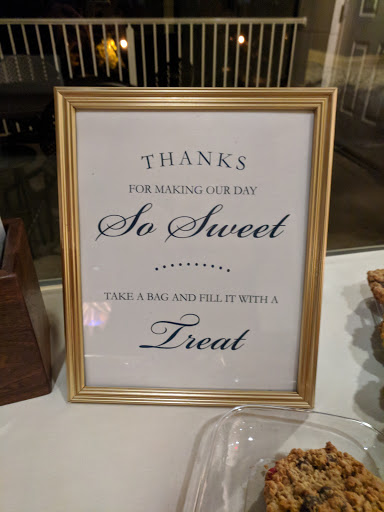 THANKS
FOR MAKING OUR DAY
So Sweet
TAKE A BAG AND FILL IT WITH A
Treat